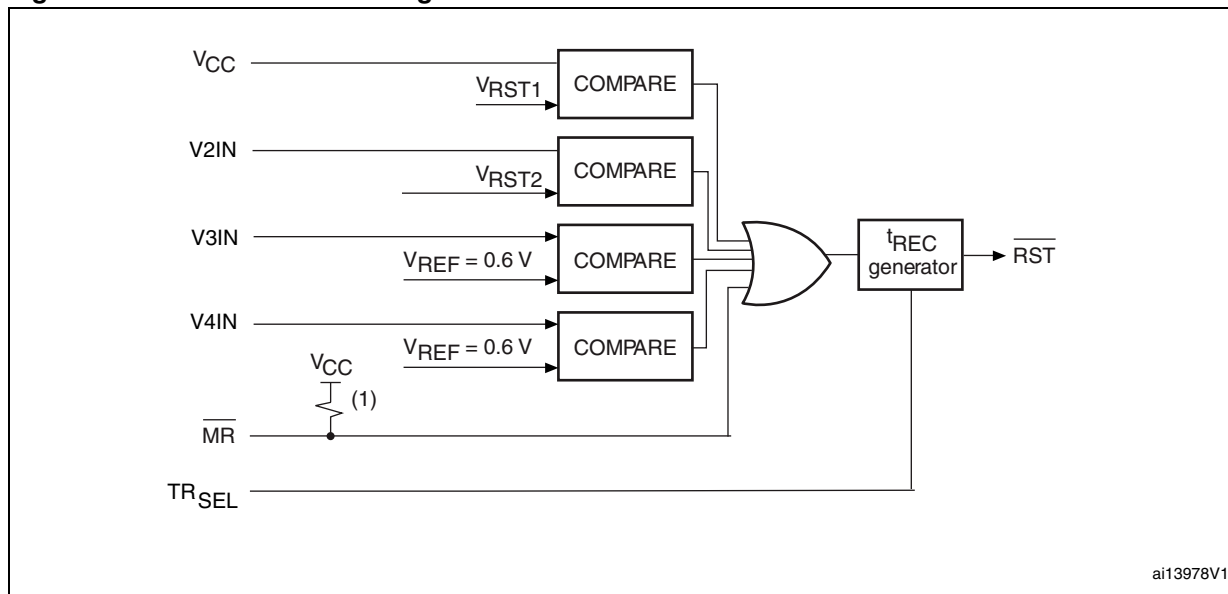 VCC
VRST1
COMPARE
V2IN
VRST2
COMPARE
V3IN
VREF = 0.6 V
COMPARE
tREC
generator
RST
V4IN
VREF = 0.6 V
COMPARE
VCC
(1)
MR
TRSEL
ai13978V1